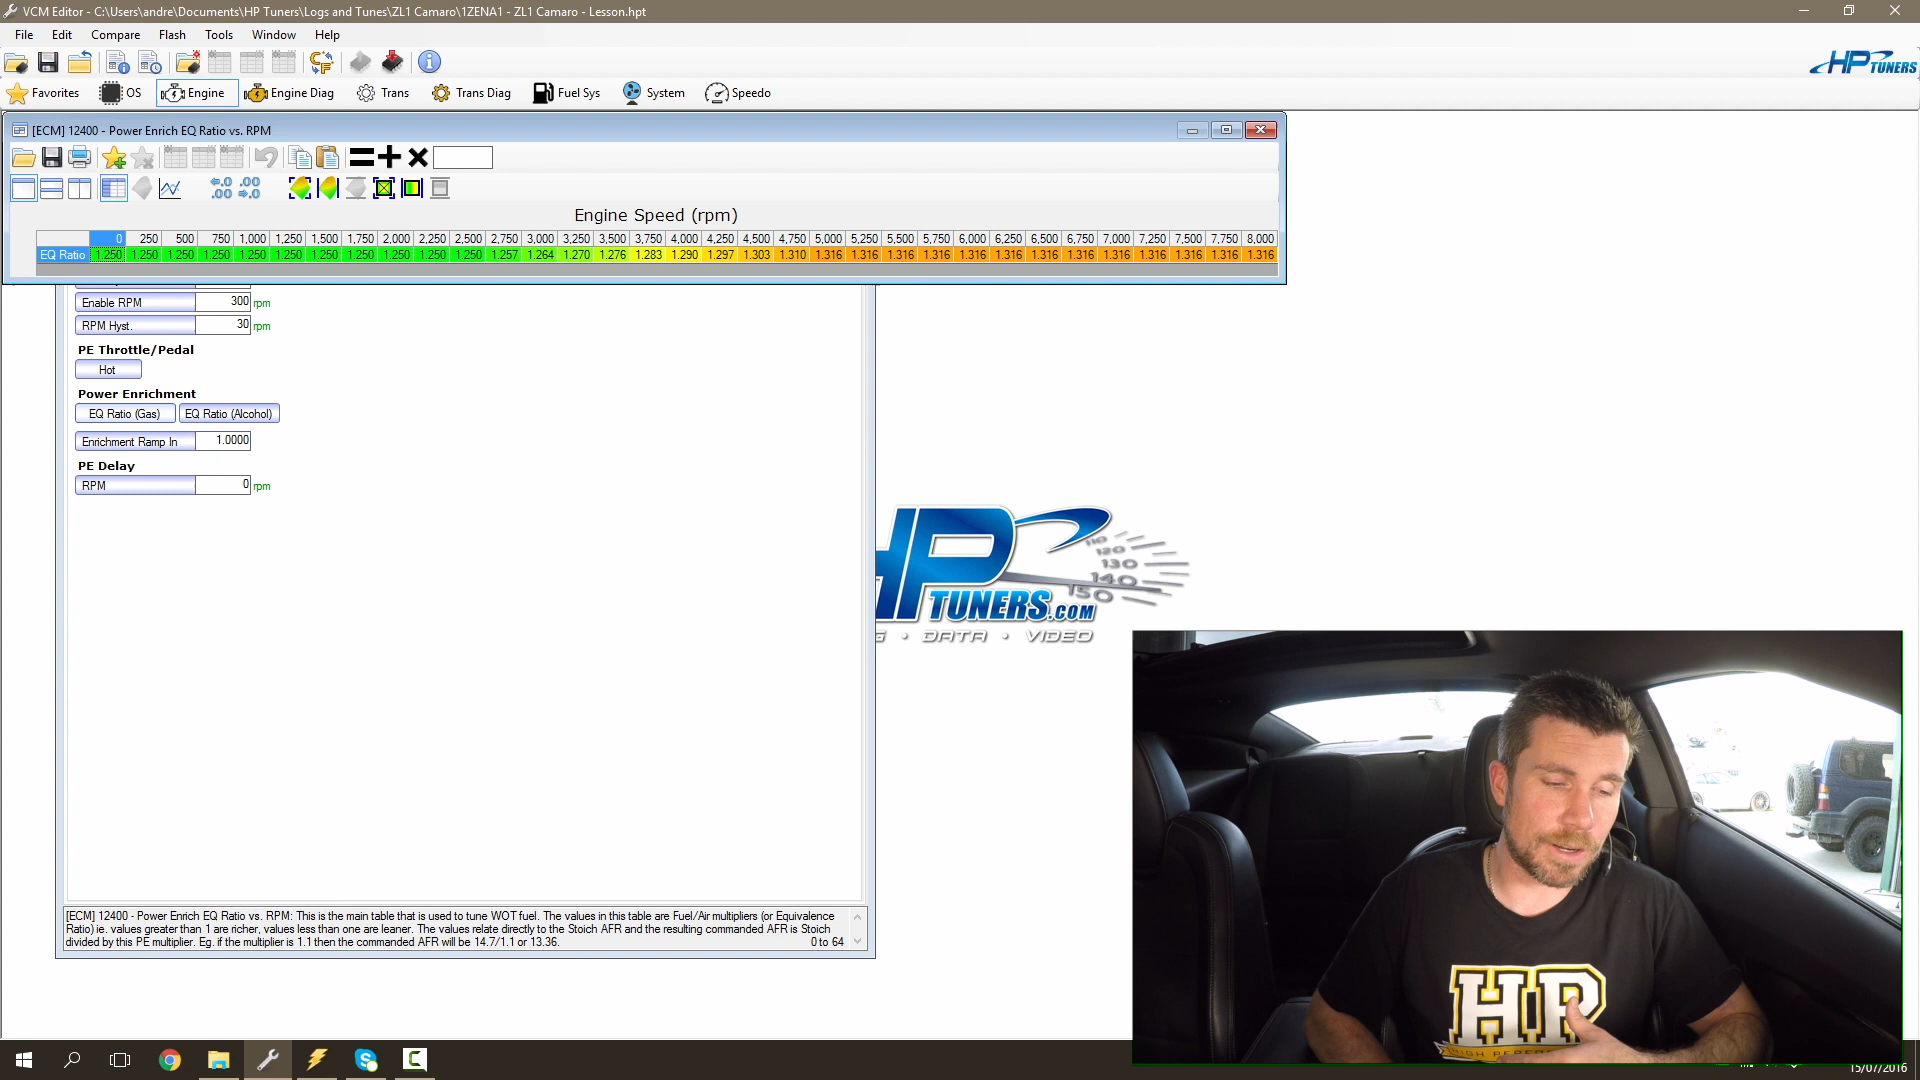 VCM Editor - C:\Users\andre\Documents\HP Tuners\Logs and Tunes\ZL1 Camaro\1ZENA1 - ZL1 Camaro - Lesson.hpt
File Edit Compare Flash Tools Window Help
HP TUNERS
Favorites OS Engine Engine Diag Trans Trans Diag Fuel Sys System Speedo
[ECM] 12400 - Power Enrich EQ Ratio vs. RPM
Engine Speed (rpm)
0 250 500 750 1,000 1,250 1,500 1,750 2,000 2,250 2,500 2,750 3,000 3,250 3,500 3,750 4,000 4,250 4,500 4,750 5,000 5,250 5,500 5,750 6,000 6,250 6,500 6,750 7,000 7,250 7,500 7,750 8,000
EQ Ratio 1.250 1.250 1.250 1.250 1.250 1.250 1.250 1.250 1.250 1.250 1.250 1.257 1.264 1.270 1.276 1.283 1.290 1.297 1.303 1.310 1.316 1.316 1.316 1.316 1.316 1.316 1.316 1.316 1.316 1.316 1.316 1.316 1.316
Enable RPM 300 rpm
RPM Hyst. 30 rpm
PE Throttle/Pedal
Hot
Power Enrichment
EQ Ratio (Gas) EQ Ratio (Alcohol)
Enrichment Ramp In 1.0000
PE Delay
RPM 0 rpm
HP TUNERS.COM
110
120
130
140
150
• DATA • VIDEO
[ECM] 12400 - Power Enrich EQ Ratio vs. RPM: This is the main table that is used to tune WOT fuel. The values in this table are Fuel/Air multipliers (or Equivalence
Ratio) ie. values greater than 1 are richer, values less than one are leaner. The values relate directly to the Stoich AFR and the resulting commanded AFR is Stoich
divided by this PE multiplier. Eg. if the multiplier is 1.1 then the commanded AFR will be 14.7/1.1 or 13.36. 0 to 64
HP
HIGH
15/07/2016